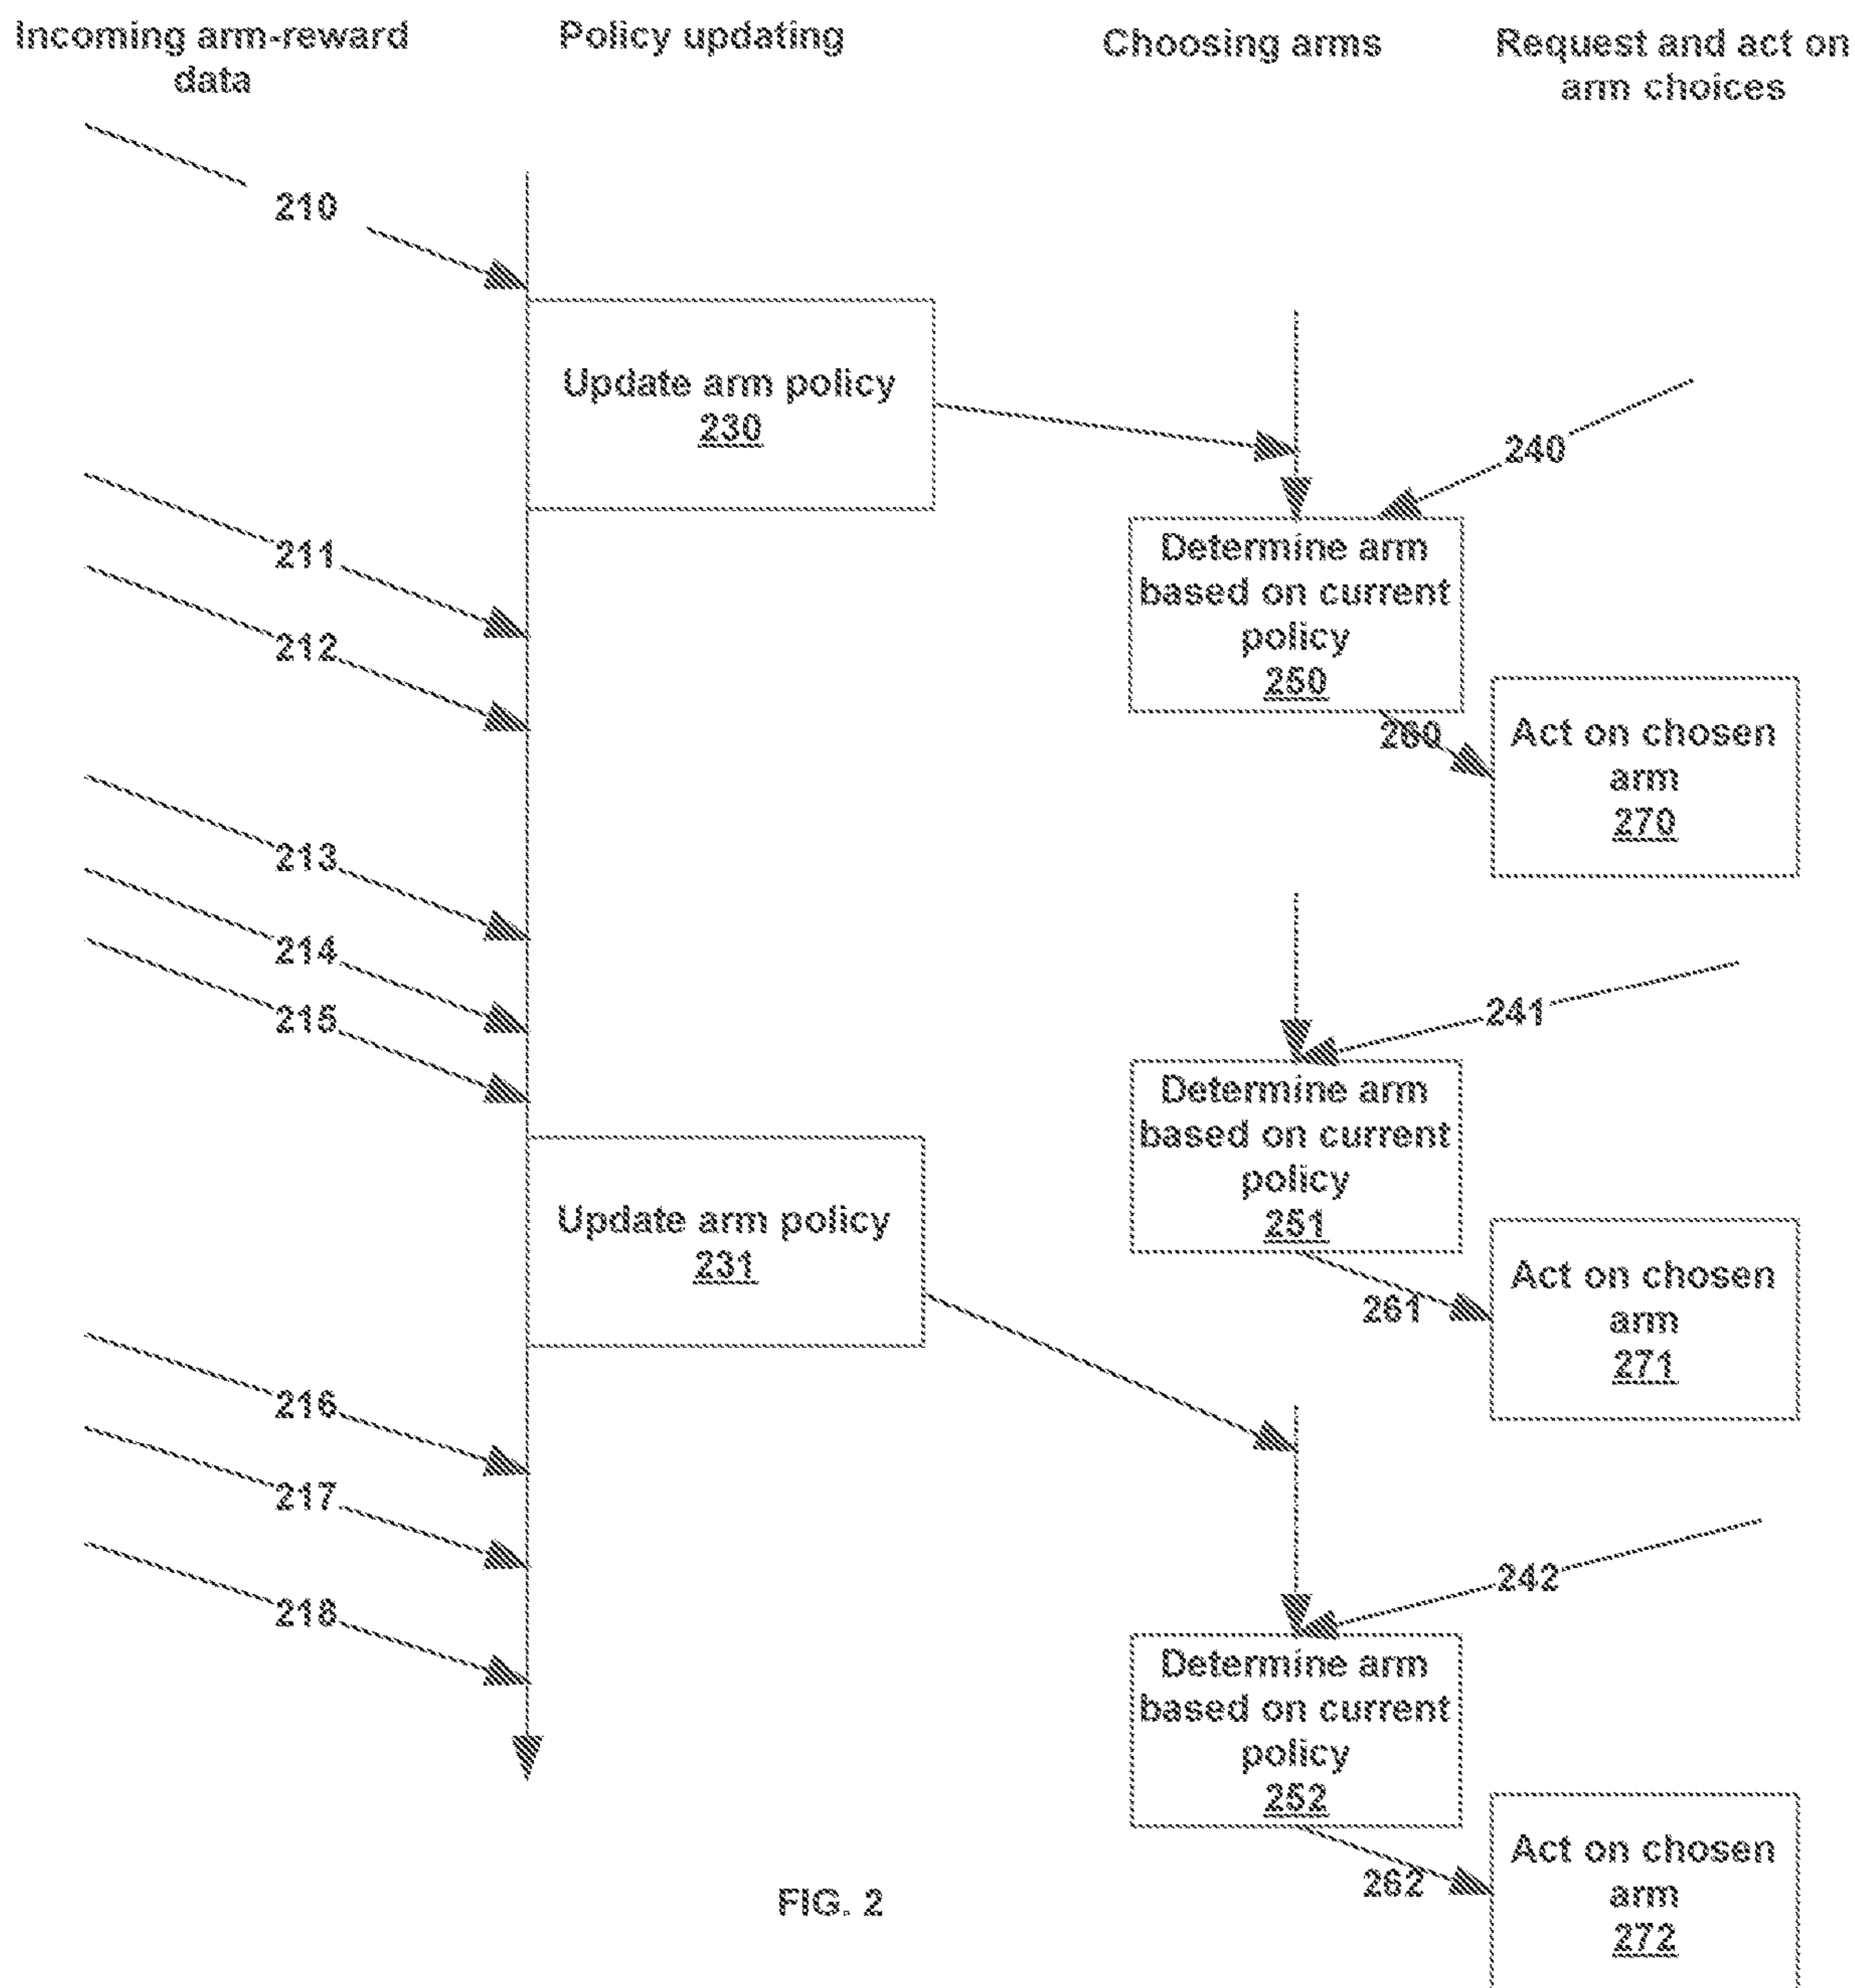 Incoming arm-reward
data
Policy updating
Choosing arms
Request and act on
arm choices
210
Update arm policy
230
240
211
212
Determine arm
based on current
policy
250
260
Act on chosen
arm
270
213
214
215
241
Determine arm
based on current
policy
251
Update arm policy
231
261
Act on chosen
arm
271
216
217
218
242
Determine arm
based on current
policy
252
262
Act on chosen
arm
272
FIG. 2